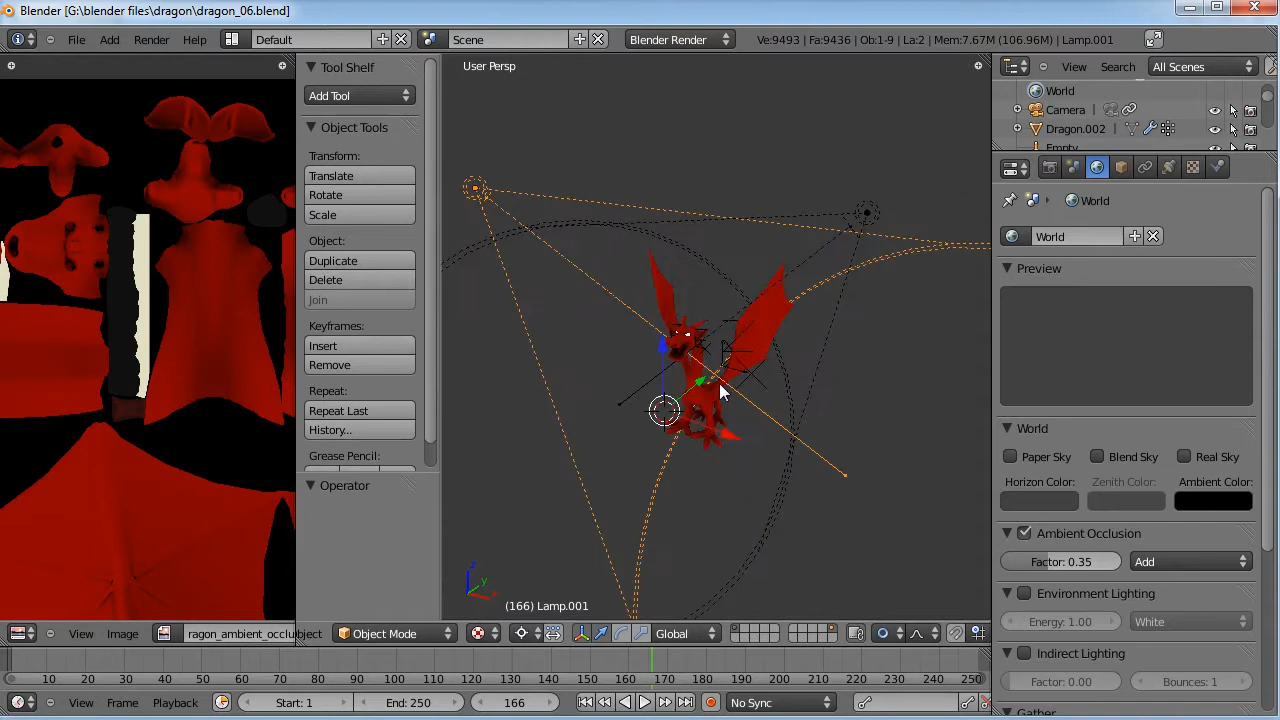 Blender [G:\blender files\dragon\dragon_06.blend]
File Add Render Help Default Scene Blender Render Ve:9493 | Fa:9436 | Ob:1-9 | La:2 | Mem:7.67M (106.96M) | Lamp.001
Tool Shelf
Add Tool
Object Tools
Transform:
Translate
Rotate
Scale
Object:
Duplicate
Delete
Join
Keyframes:
Insert
Remove
Repeat:
Repeat Last
History...
Grease Pencil:
Operator
User Persp
z
y
x
(166) Lamp.001
View Search All Scenes
World
Camera
Dragon.002
Empty
World
World
Preview
World
Paper Sky Blend Sky Real Sky
Horizon Color: Zenith Color: Ambient Color:
Ambient Occlusion
Factor: 0.35 Add
Environment Lighting
Energy: 1.00 White
Indirect Lighting
Factor: 0.00 Bounces: 1
Gather
View Image ragon_ambient_occlu bject Object Mode Global
10 20 30 40 50 60 70 80 90 100 110 120 130 140 150 160 170 180 190 200 210 220 230 240 250
View Frame Playback Start: 1 End: 250 166 No Sync